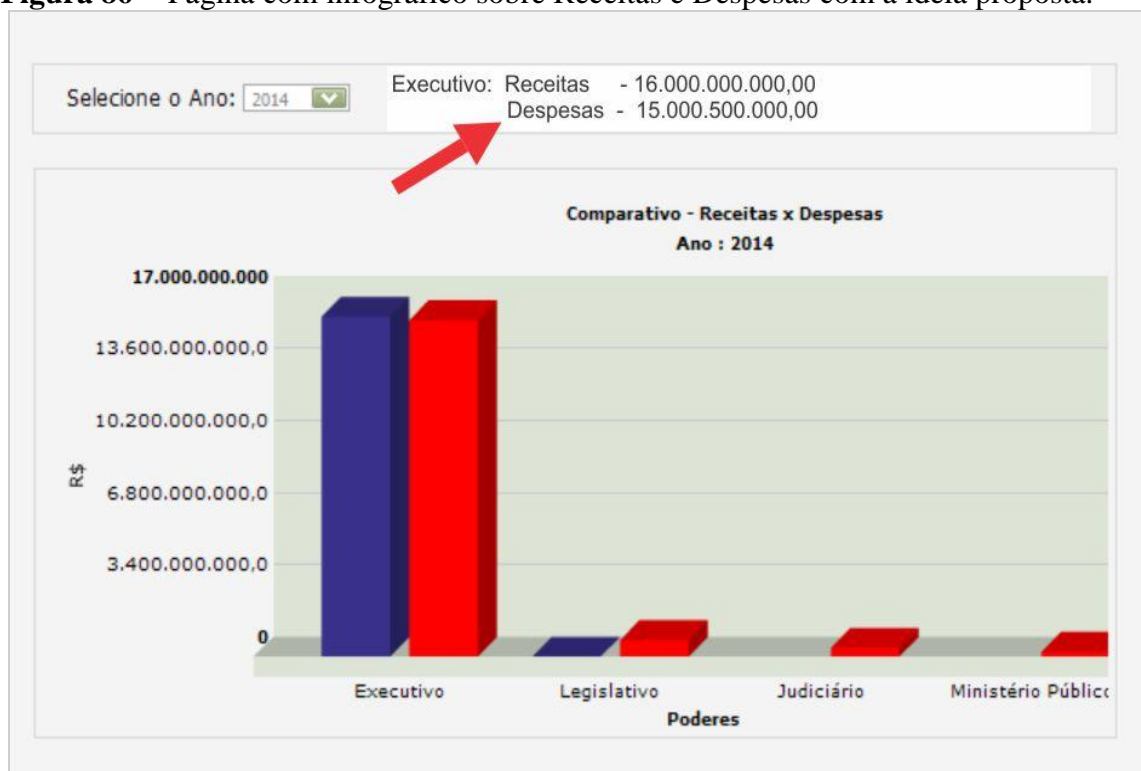 Figura 86 – Página com infográfico sobre Receitas e Despesas com a ideia proposta.
Selecione o Ano: 2014
Executivo: Receitas - 16.000.000.000,00
Despesas - 15.000.500.000,00
Comparativo - Receitas x Despesas
Ano : 2014
17.000.000.000
13.600.000.000,0
10.200.000.000,0
R$
6.800.000.000,0
3.400.000.000,0
0
Executivo Legislativo Judiciário Ministério Público
Poderes